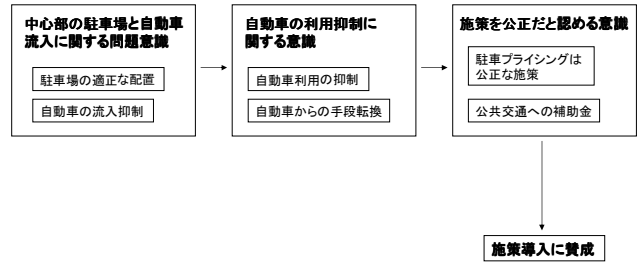 中心部の駐車場と自動車
流入に関する問題意識
駐車場の適正な配置
自動車の流入抑制
自動車の利用抑制に
関する意識
自動車利用の抑制
自動車からの手段転換
施策を公正だと認める意識
駐車プライシングは
公正な施策
公共交通への補助金
施策導入に賛成